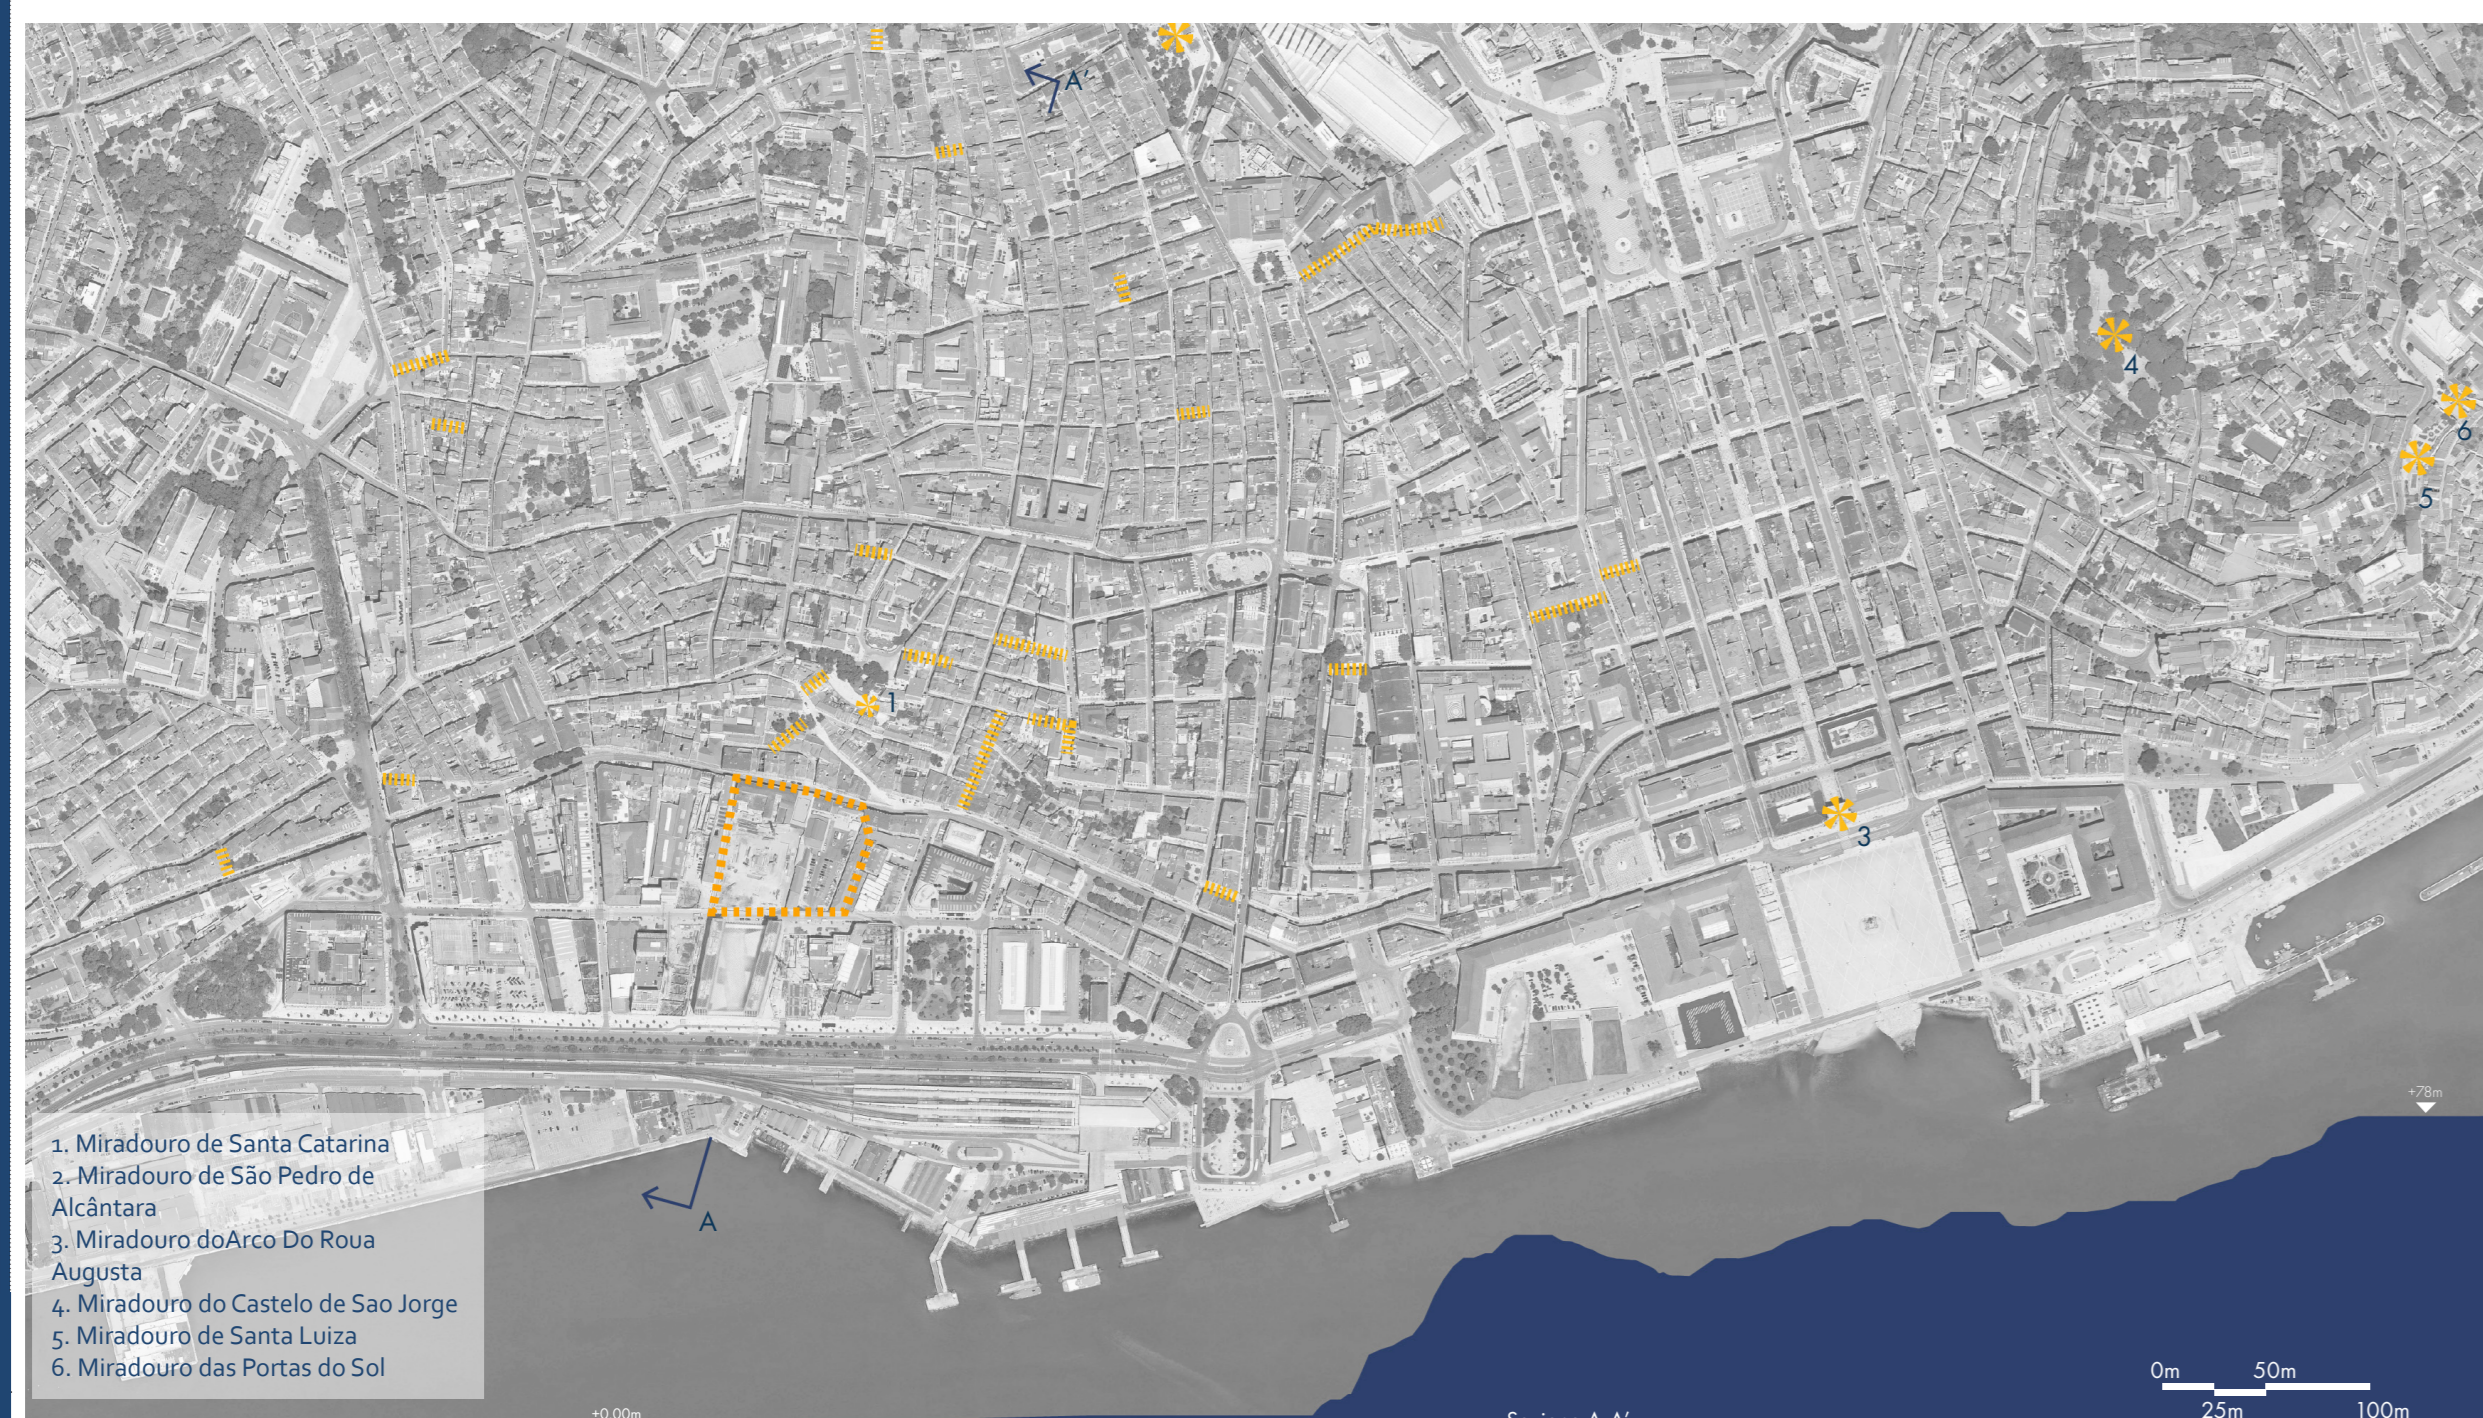 A'
4
6
5
1
3
+78m
1. Miradouro de Santa Catarina
2. Miradouro de São Pedro de
Alcântara
3. Miradouro doArco Do Roua
Augusta
4. Miradouro do Castelo de Sao Jorge
5. Miradouro de Santa Luiza
6. Miradouro das Portas do Sol
A
0m 50m
25m 100m
+0.00m